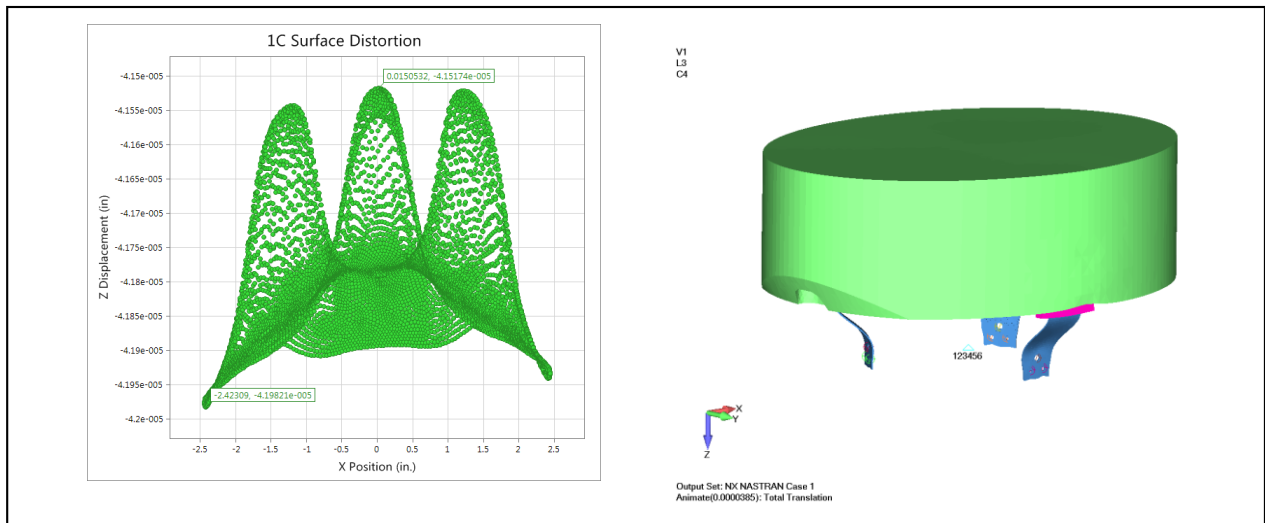 1C Surface Distortion
Z Displacement (in)
-4.15e-005
-4.155e-005
-4.16e-005
-4.165e-005
-4.17e-005
-4.175e-005
-4.18e-005
-4.185e-005
-4.19e-005
-4.195e-005
-4.2e-005
0.0150532, -4.15174e-005
-2.42309, -4.19821e-005
-2.5 -2 -1.5 -1 -0.5 0 0.5 1 1.5 2 2.5
X Position (in.)
V1
L3
C4
123456
X
Y
Z
Output Set: NX NASTRAN Case 1
Animate(0.0000385): Total Translation